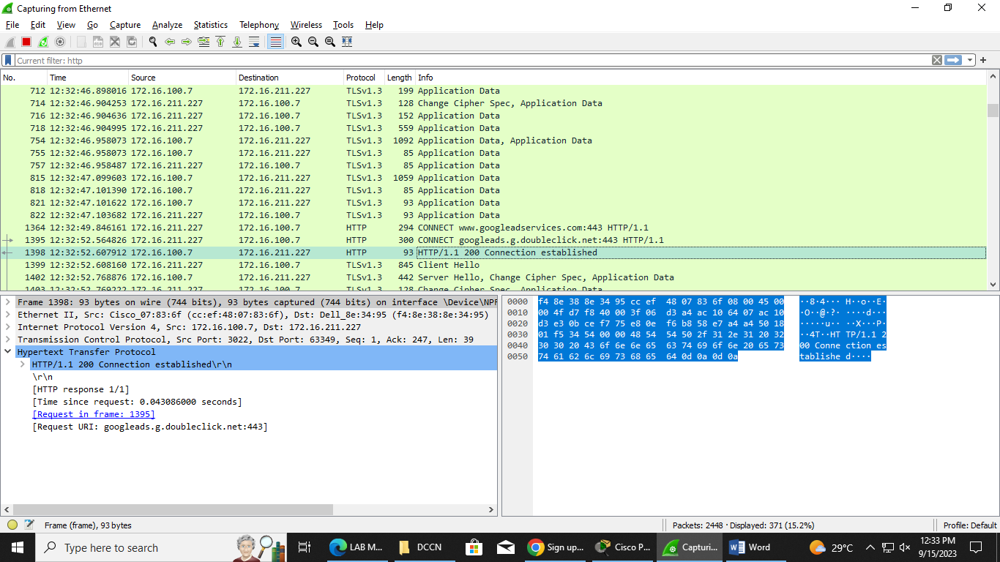 Capturing from Ethernet
File Edit View Go Capture Analyze Statistics Telephony Wireless Tools Help
Current filter: http
No. Time Source Destination Protocol Length Info
712 12:32:46.898016 172.16.100.7 172.16.211.227 TLSv1.3 199 Application Data
714 12:32:46.904253 172.16.211.227 172.16.100.7 TLSv1.3 128 Change Cipher Spec, Application Data
716 12:32:46.904636 172.16.211.227 172.16.100.7 TLSv1.3 152 Application Data
718 12:32:46.904995 172.16.211.227 172.16.100.7 TLSv1.3 559 Application Data
754 12:32:46.958073 172.16.100.7 172.16.211.227 TLSv1.3 1092 Application Data, Application Data
755 12:32:46.958073 172.16.100.7 172.16.211.227 TLSv1.3 85 Application Data
757 12:32:46.958487 172.16.211.227 172.16.100.7 TLSv1.3 85 Application Data
815 12:32:47.099603 172.16.100.7 172.16.211.227 TLSv1.3 1059 Application Data
818 12:32:47.101390 172.16.100.7 172.16.211.227 TLSv1.3 85 Application Data
821 12:32:47.101622 172.16.211.227 172.16.100.7 TLSv1.3 93 Application Data
822 12:32:47.103682 172.16.211.227 172.16.100.7 TLSv1.3 93 Application Data
1364 12:32:49.846161 172.16.211.227 172.16.100.7 HTTP 294 CONNECT www.googleadservices.com:443 HTTP/1.1
1395 12:32:52.564826 172.16.211.227 172.16.100.7 HTTP 300 CONNECT googleads.g.doubleclick.net:443 HTTP/1.1
1398 12:32:52.607912 172.16.100.7 172.16.211.227 HTTP 93 HTTP/1.1 200 Connection established
1399 12:32:52.608160 172.16.211.227 172.16.100.7 TLSv1.3 845 Client Hello
1402 12:32:52.768876 172.16.100.7 172.16.211.227 TLSv1.3 442 Server Hello, Change Cipher Spec, Application Data
1403 12:32:52.769222 172.16.211.227 172.16.100.7 TLSv1.3 128 Change Cipher Spec, Application Data
Frame 1398: 93 bytes on wire (744 bits), 93 bytes captured (744 bits) on interface \Device\NPF
Ethernet II, Src: Cisco_07:83:6f (cc:ef:48:07:83:6f), Dst: Dell_8e:34:95 (f4:8e:38:8e:34:95)
Internet Protocol Version 4, Src: 172.16.100.7, Dst: 172.16.211.227
Transmission Control Protocol, Src Port: 3022, Dst Port: 63349, Seq: 1, Ack: 247, Len: 39
Hypertext Transfer Protocol
HTTP/1.1 200 Connection established\r\n
\r\n
[HTTP response 1/1]
[Time since request: 0.043086000 seconds]
[Request in frame: 1395]
[Request URI: googleads.g.doubleclick.net:443]
0000 f4 8e 38 8e 34 95 cc ef 48 07 83 6f 08 00 45 00 ··8·4··· H··o··E·
0010 00 4f d7 f8 40 00 3f 06 d3 a4 ac 10 64 07 ac 10 ·O··@·?· ····d···
0020 d3 e3 0b ce f7 75 e8 0e f6 b8 58 e7 a4 a4 50 18 ·····u·· ··X···P·
0030 01 f5 34 54 00 00 48 54 54 50 2f 31 2e 31 20 32 ··4T··HT TP/1.1 2
0040 30 30 20 43 6f 6e 6e 65 63 74 69 6f 6e 20 65 73 00 Conne ction es
0050 74 61 62 6c 69 73 68 65 64 0d 0a 0d 0a tablishe d····
Frame (frame), 93 bytes Packets: 2448 · Displayed: 371 (15.2%) Profile: Default
Type here to search LAB M... DCCN Sign up... Cisco P... Capturi... Word 29°C 12:33 PM
9/15/2023